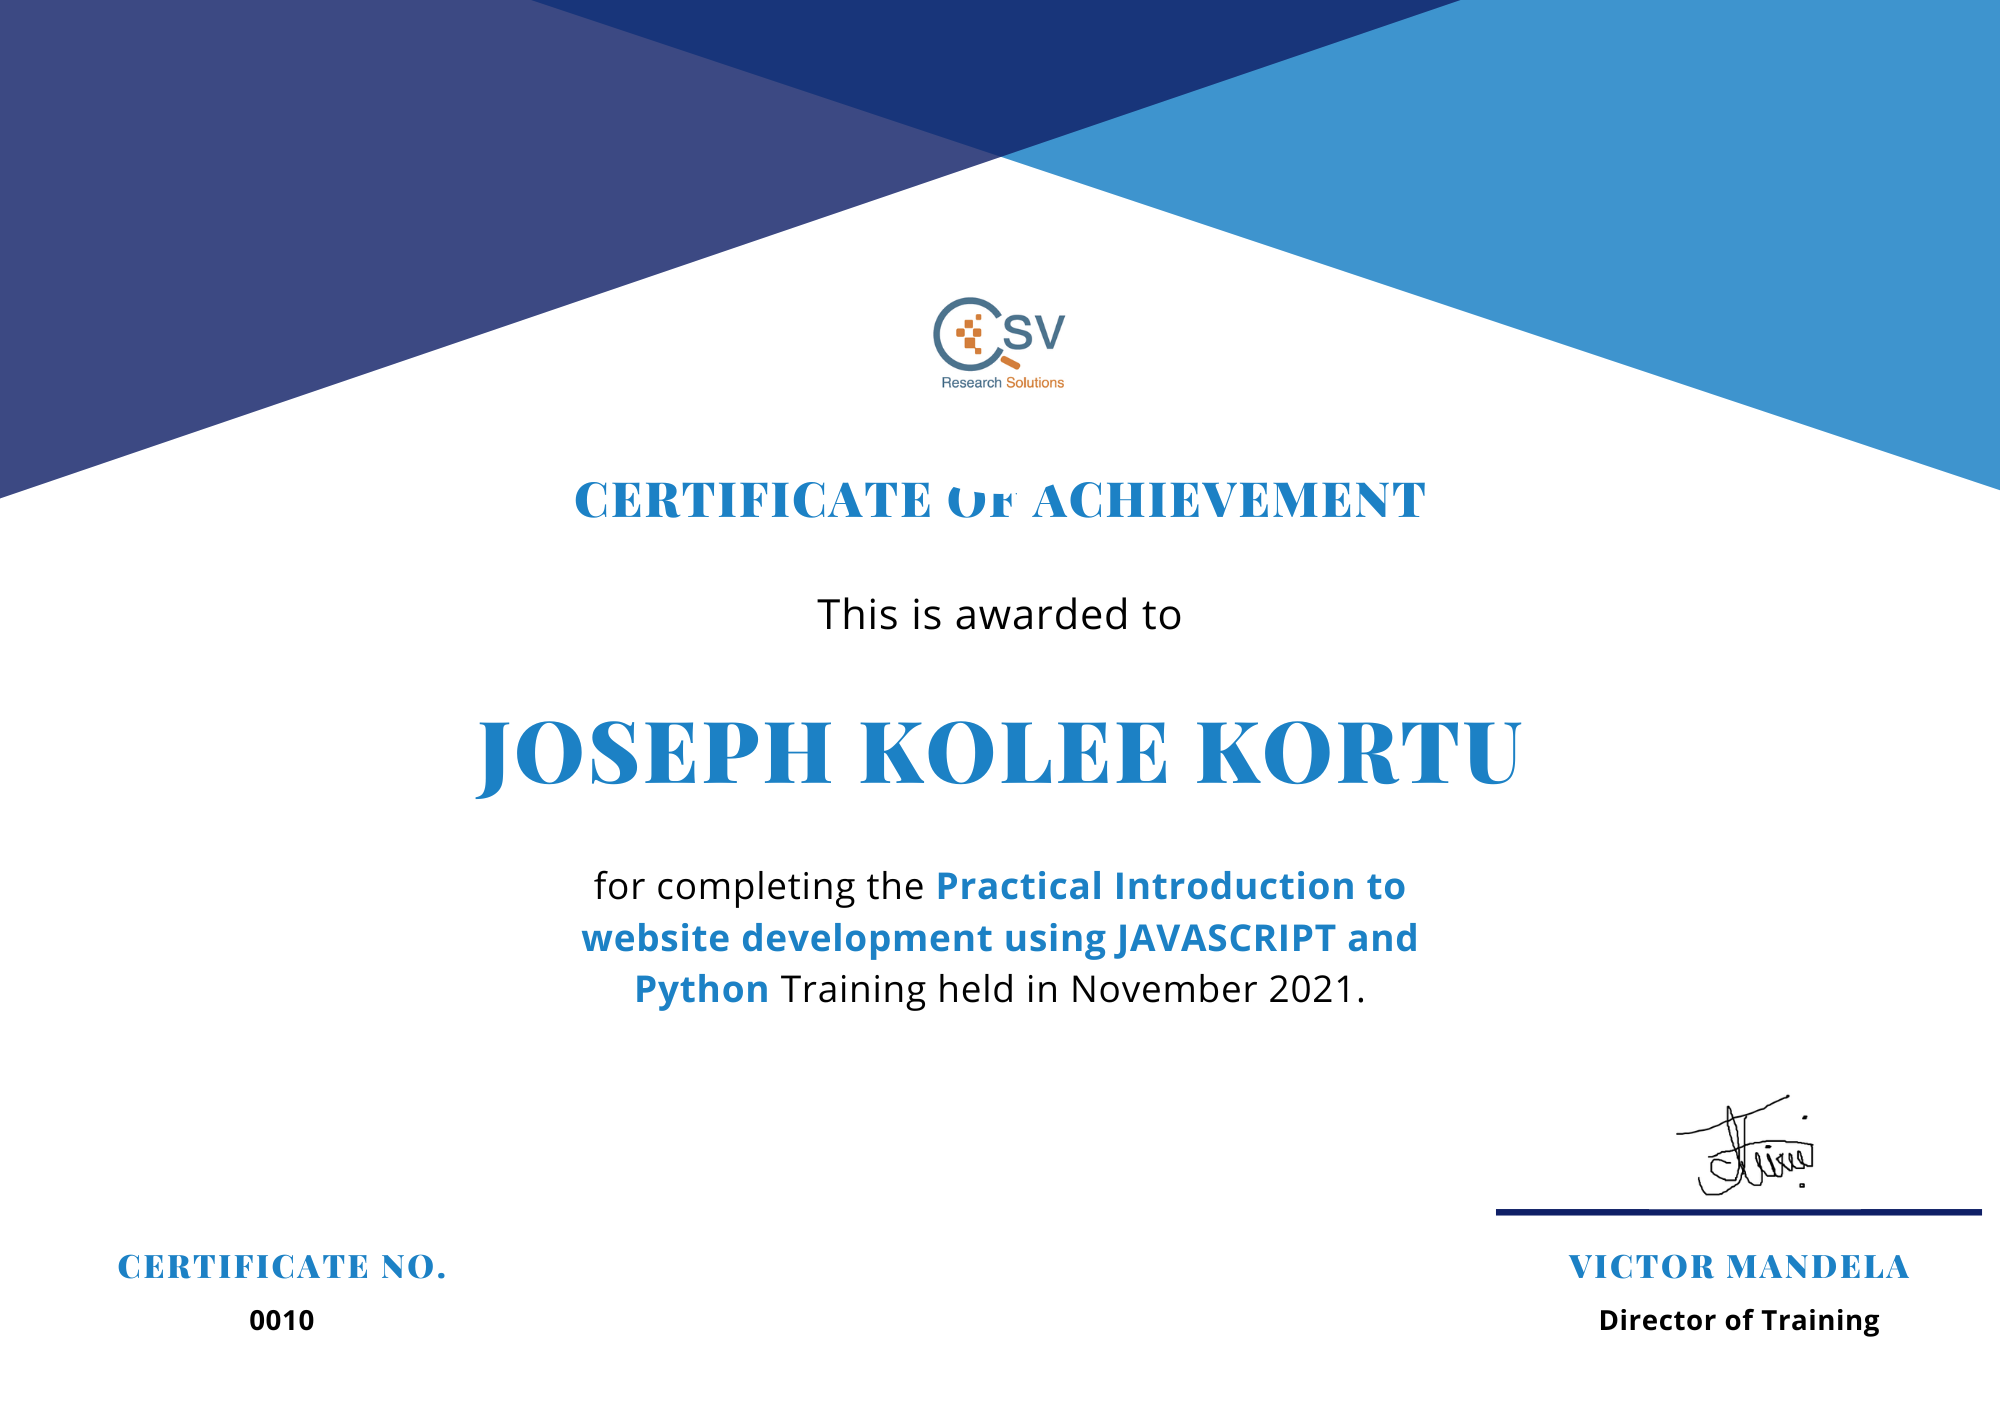 CSV
Research Solutions
CERTIFICATE OF ACHIEVEMENT
This is awarded to
JOSEPH KOLEE KORTU
for completing the Practical Introduction to
website development using JAVASCRIPT and
Python Training held in November 2021.
CERTIFICATE NO.
0010
VICTOR MANDELA
Director of Training